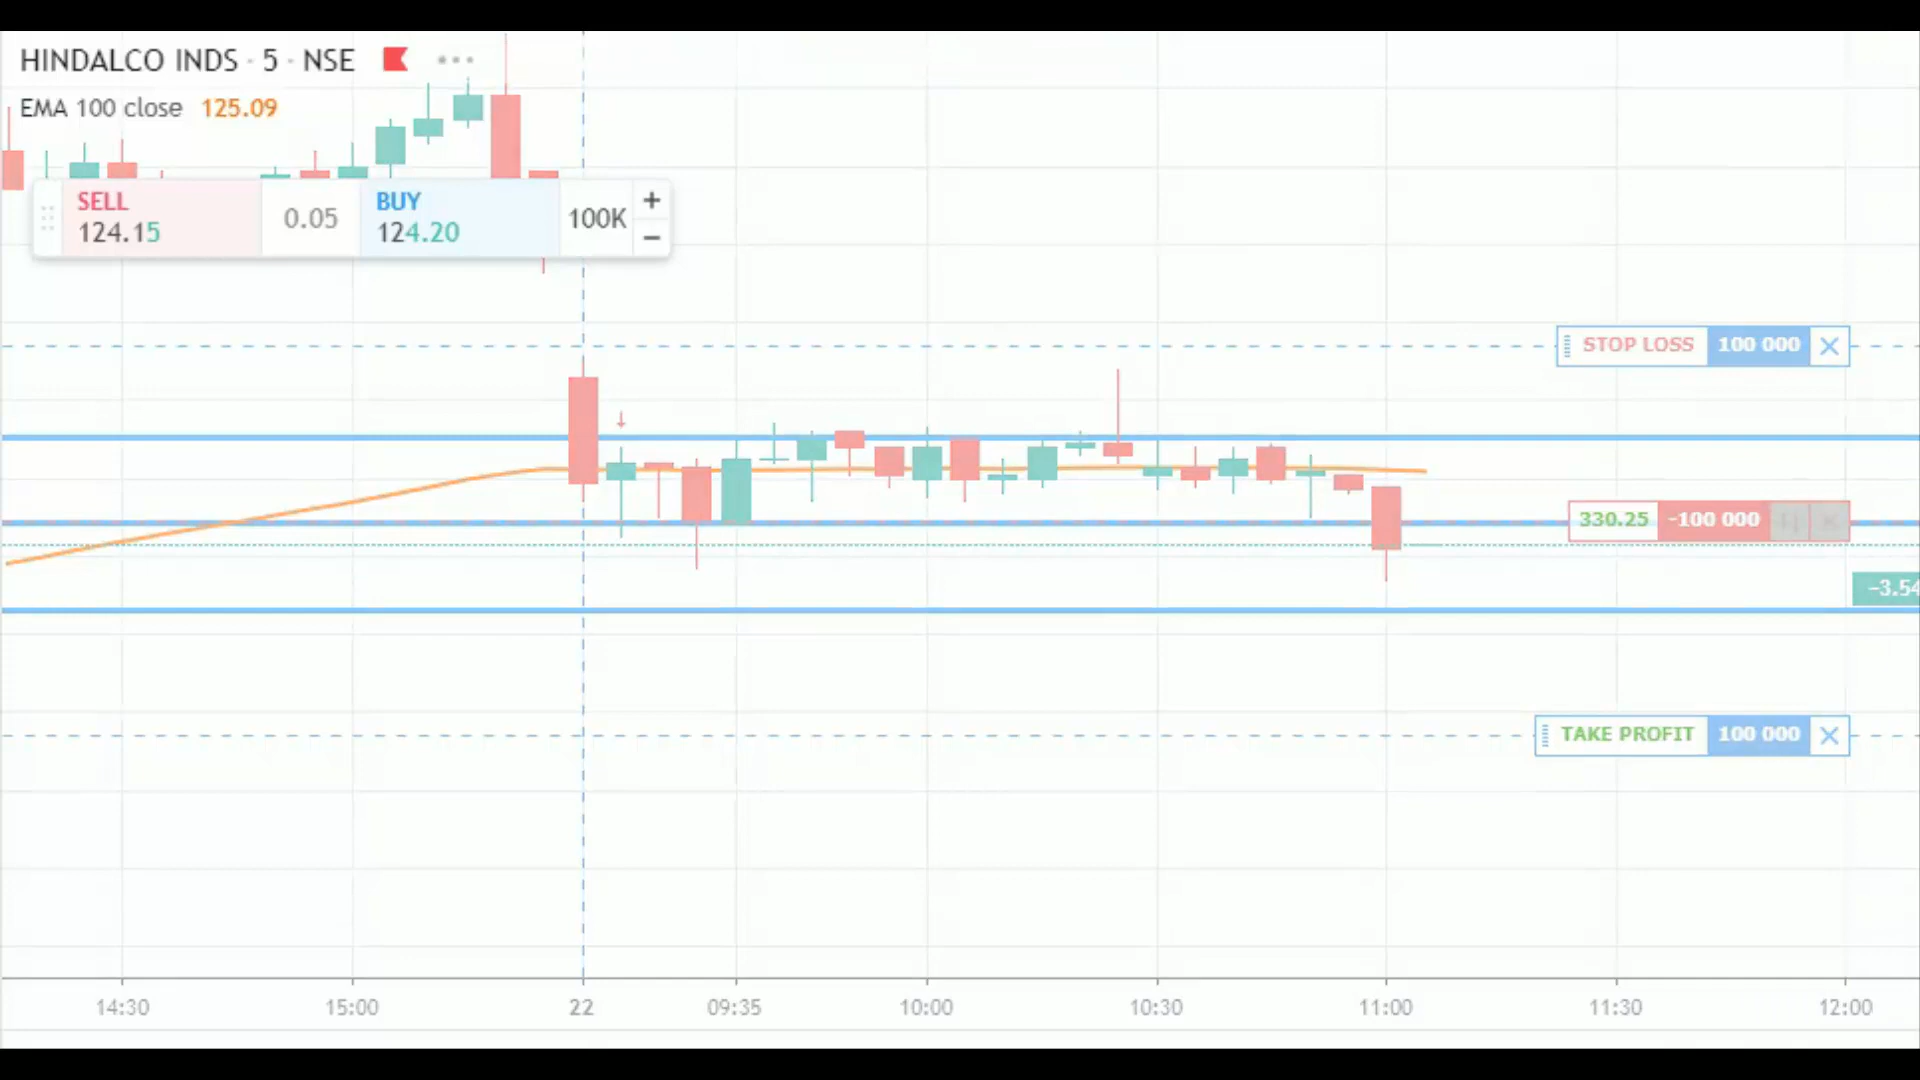 HINDALCO INDS · 5 · NSE
EMA 100 close 125.09
SELL
124.15
0.05
BUY
124.20
100K
+
−
STOP LOSS 100 000
330.25 -100 000
−3.54
TAKE PROFIT 100 000
14:30 15:00 22 09:35 10:00 10:30 11:00 11:30 12:00